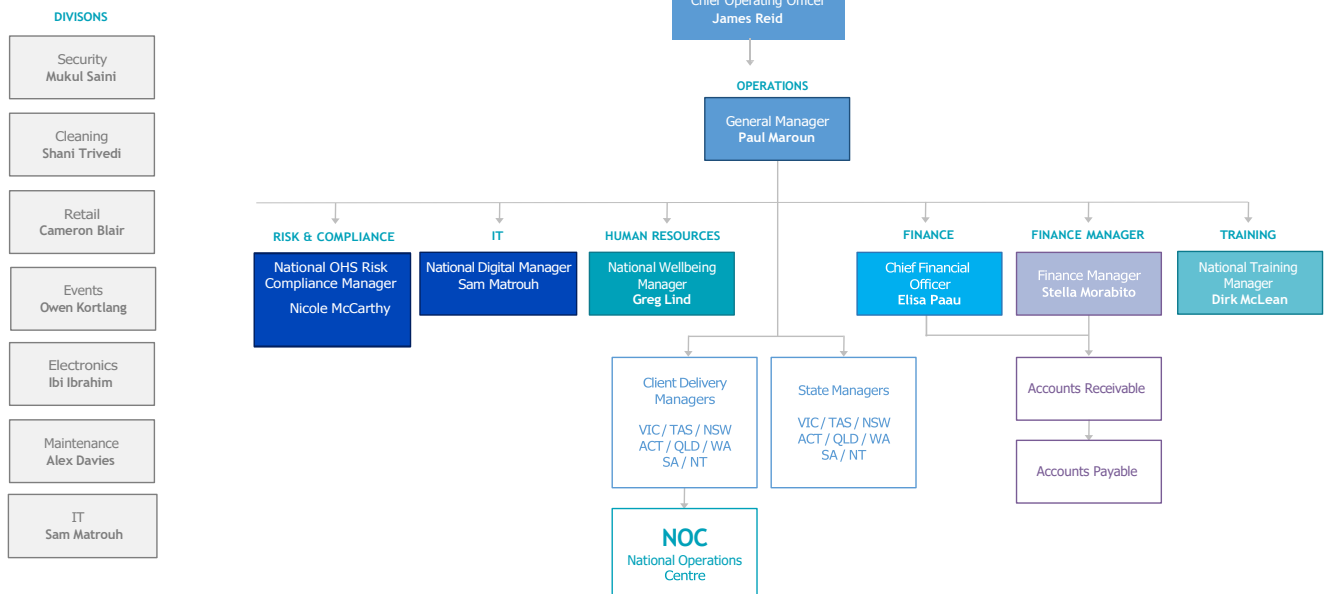 DIVISONS
Security
Mukul Saini
Cleaning
Shani Trivedi
Retail
Cameron Blair
Events
Owen Kortlang
Electronics
Ibi Ibrahim
Maintenance
Alex Davies
IT
Sam Matrouh
Chief Operating Officer
James Reid
OPERATIONS
General Manager
Paul Maroun
RISK & COMPLIANCE
National OHS Risk
Compliance Manager
Nicole McCarthy
IT
National Digital Manager
Sam Matrouh
HUMAN RESOURCES
National Wellbeing
Manager
Greg Lind
FINANCE
Chief Financial
Officer
Elisa Paau
FINANCE MANAGER
Finance Manager
Stella Morabito
TRAINING
National Training
Manager
Dirk McLean
Client Delivery
Managers
VIC / TAS / NSW
ACT / QLD / WA
SA / NT
State Managers
VIC / TAS / NSW
ACT / QLD / WA
SA / NT
Accounts Receivable
Accounts Payable
NOC
National Operations
Centre